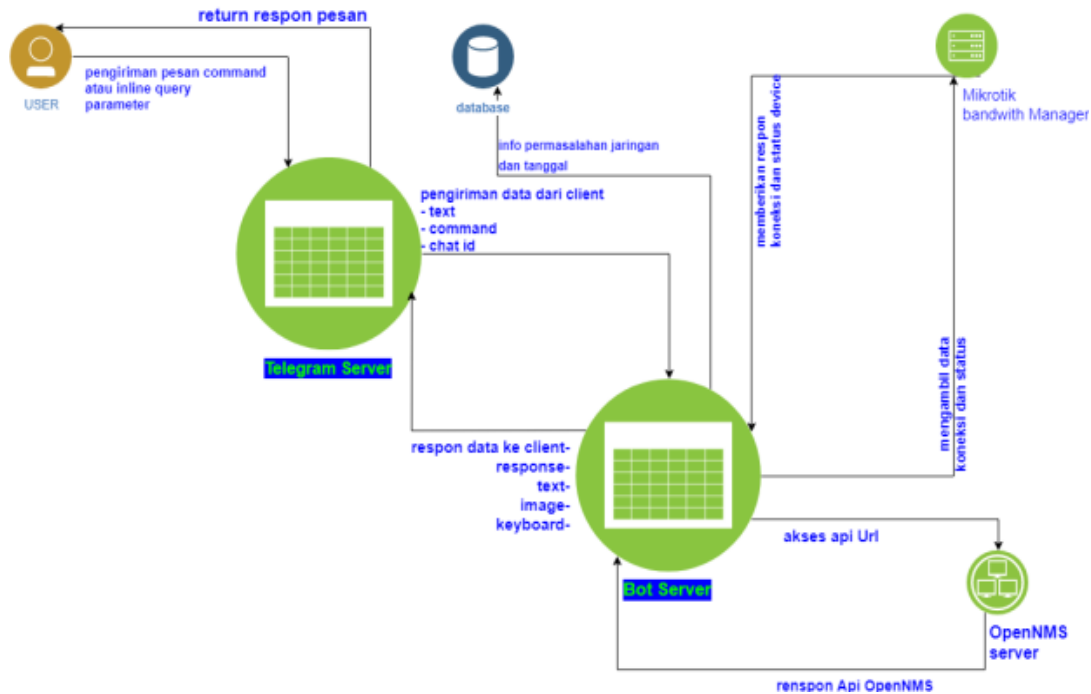 return respon pesan
pengiriman pesan command
atau inline query
parameter
USER
database
Mikrotik
bandwith Manager
info permasalahan jaringan
dan tanggal
memberikan respon
koneksi dan status device
pengiriman data dari client
- text
- command
- chat id
Telegram Server
mengambil data
koneksi dan status
respon data ke client-
response-
text-
image-
keyboard-
akses api Url
Bot Server
OpenNMS
server
renspon Api OpenNMS